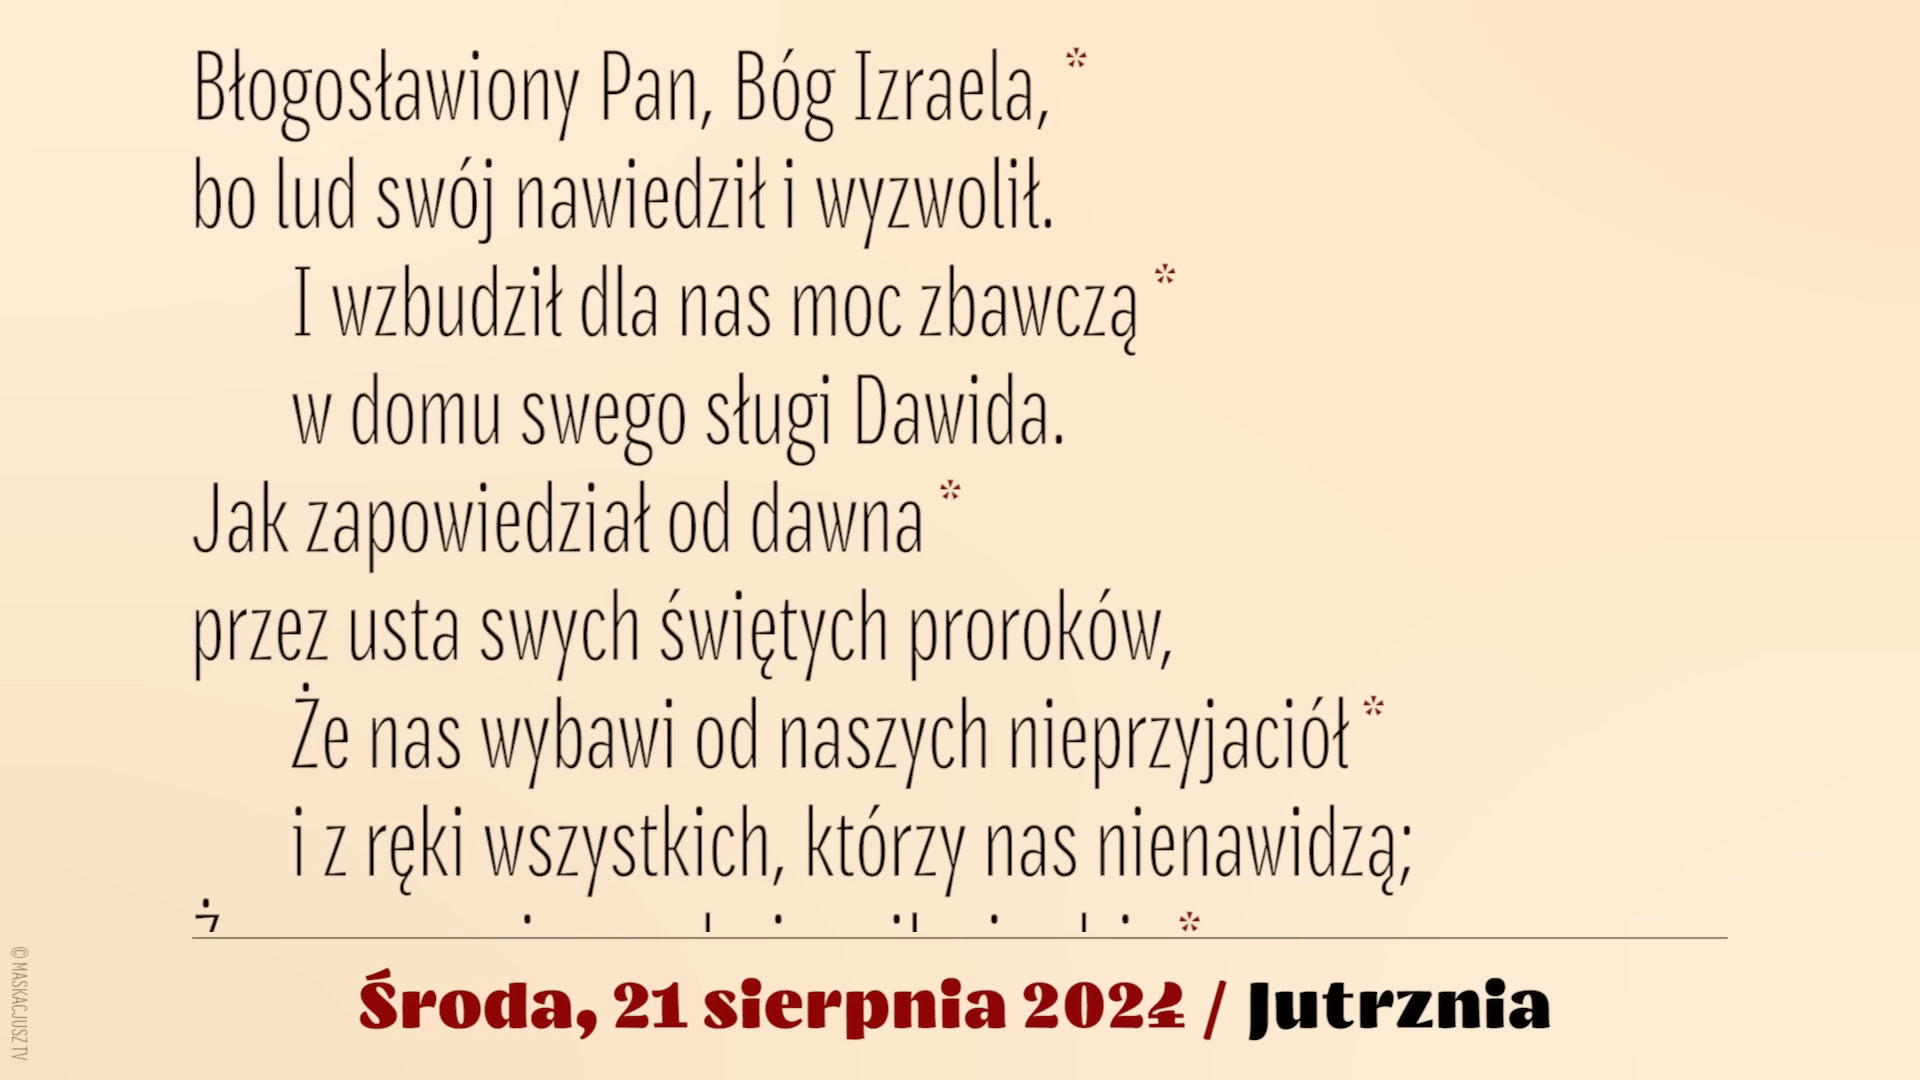 Błogosławiony Pan, Bóg Izraela, *
bo lud swój nawiedził i wyzwolił.
I wzbudził dla nas moc zbawczą *
w domu swego sługi Dawida.
Jak zapowiedział od dawna *
przez usta swych świętych proroków,
Że nas wybawi od naszych nieprzyjaciół *
i z ręki wszystkich, którzy nas nienawidzą;
*
Środa, 21 sierpnia 2024 / Jutrznia
© MASKACJUSZ TV